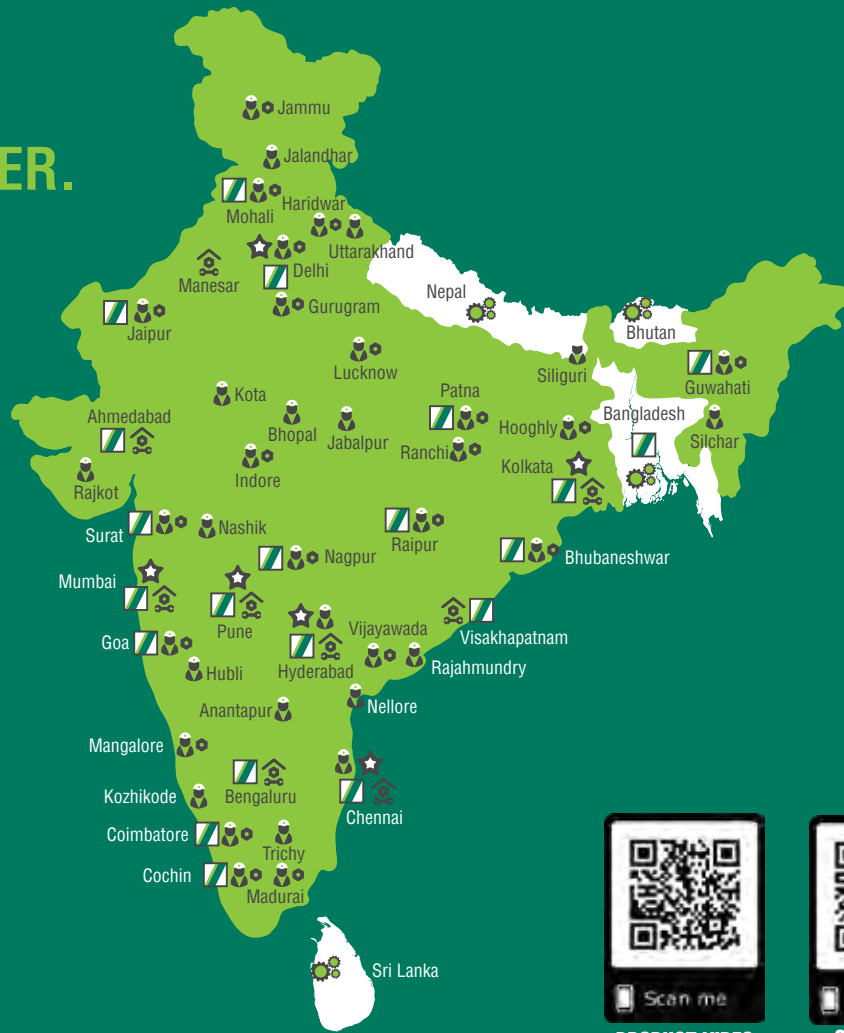 ER.
Jammu
Jalandhar
Haridwar
Mohali
Uttarakhand
Delhi
Manesar
Gurugram
Nepal
Bhutan
Jaipur
Lucknow
Siliguri
Guwahati
Kota
Patna
Ahmedabad
Bhopal
Jabalpur
Hooghly
Bangladesh
Silchar
Ranchi
Indore
Kolkata
Rajkot
Surat
Nashik
Raipur
Nagpur
Bhubaneshwar
Mumbai
Pune
Vijayawada
Visakhapatnam
Goa
Hyderabad
Rajahmundry
Hubli
Anantapur
Nellore
Mangalore
Kozhikode
Bengaluru
Chennai
Coimbatore
Trichy
Cochin
Madurai
Sri Lanka
Scan me